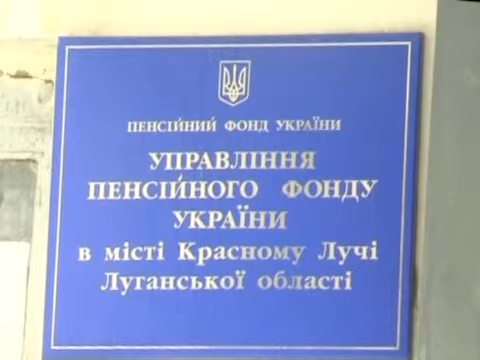 ПЕНСІЙНИЙ ФОНД УКРАЇНИ
УПРАВЛІННЯ
ПЕНСІЙНОГО ФОНДУ
УКРАЇНИ
в місті Красному Лучі
Луганської області